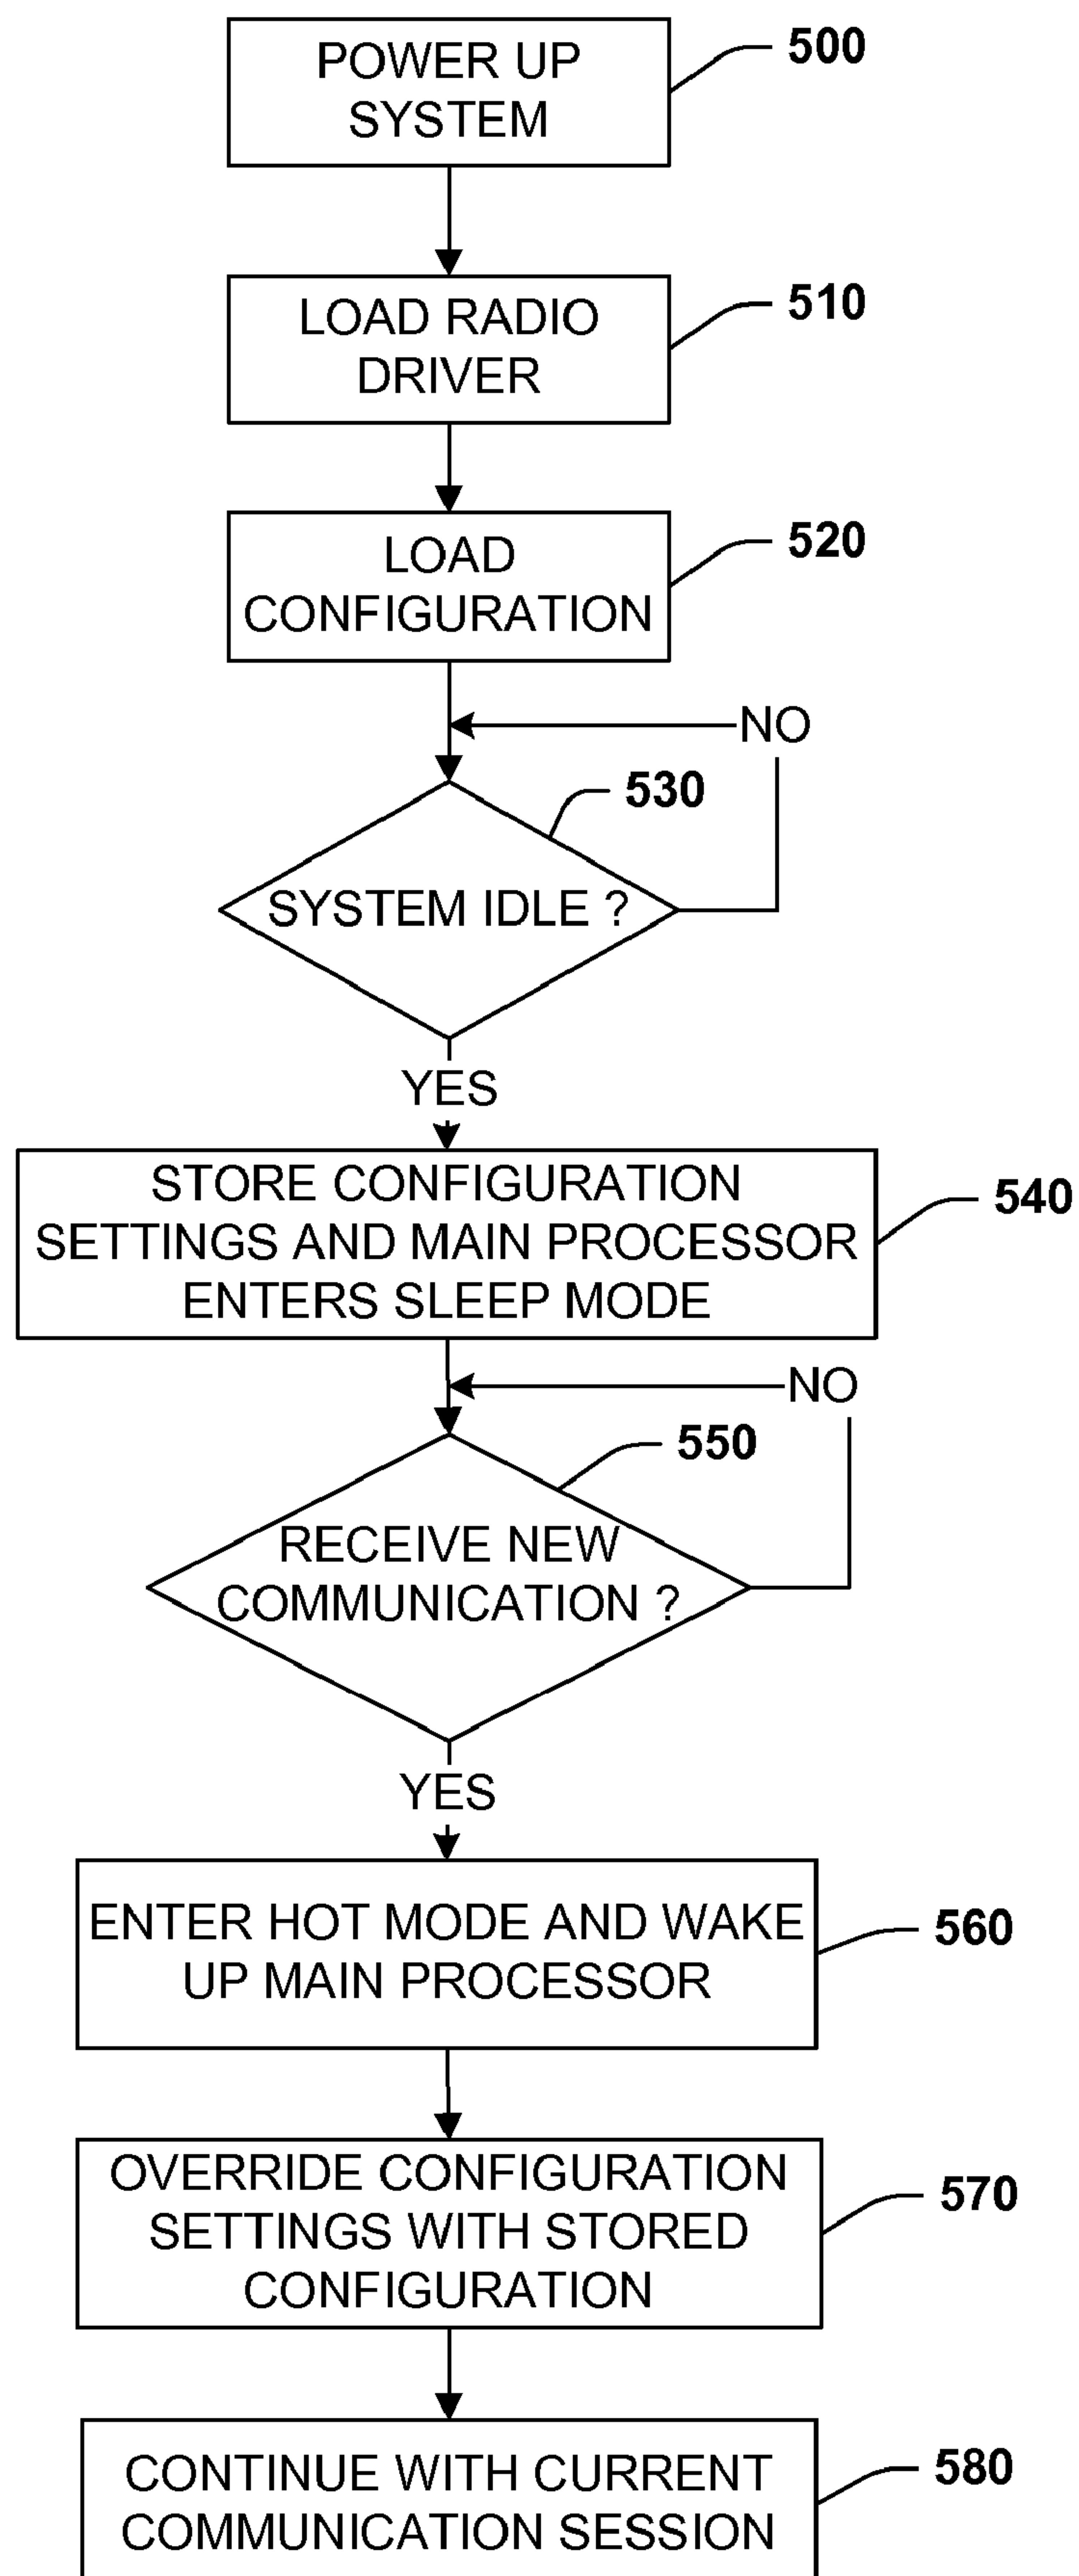 POWER UP
SYSTEM
500
LOAD RADIO
DRIVER
510
LOAD
CONFIGURATION
520
NO
530
SYSTEM IDLE ?
YES
STORE CONFIGURATION
SETTINGS AND MAIN PROCESSOR
ENTERS SLEEP MODE
540
NO
550
RECEIVE NEW
COMMUNICATION ?
YES
ENTER HOT MODE AND WAKE
UP MAIN PROCESSOR
560
OVERRIDE CONFIGURATION
SETTINGS WITH STORED
CONFIGURATION
570
CONTINUE WITH CURRENT
COMMUNICATION SESSION
580